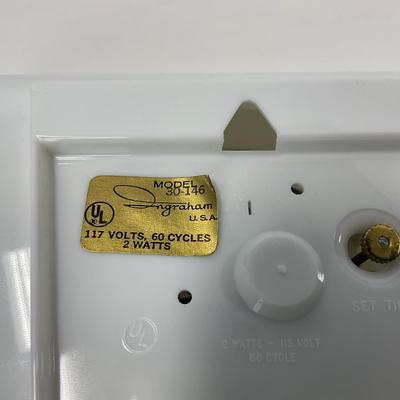 MODEL
30-146
Ingraham
UL
U.S.A.
117 VOLTS, 60 CYCLES
2 WATTS
SET TI
UL
2 WATTS - 115 VOLT
60 CYCLE